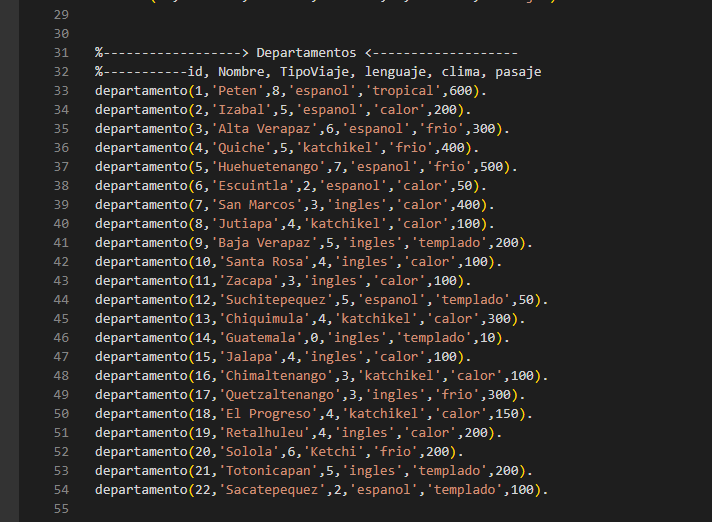 29
30
31 %------------------> Departamentos <-------------------
32 %-----------id, Nombre, TipoViaje, lenguaje, clima, pasaje
33 departamento(1,'Peten',8,'espanol','tropical',600).
34 departamento(2,'Izabal',5,'espanol','calor',200).
35 departamento(3,'Alta Verapaz',6,'espanol','frio',300).
36 departamento(4,'Quiche',5,'katchikel','frio',400).
37 departamento(5,'Huehuetenango',7,'espanol','frio',500).
38 departamento(6,'Escuintla',2,'espanol','calor',50).
39 departamento(7,'San Marcos',3,'ingles','calor',400).
40 departamento(8,'Jutiapa',4,'katchikel','calor',100).
41 departamento(9,'Baja Verapaz',5,'ingles','templado',200).
42 departamento(10,'Santa Rosa',4,'ingles','calor',100).
43 departamento(11,'Zacapa',3,'ingles','calor',100).
44 departamento(12,'Suchitepequez',5,'espanol','templado',50).
45 departamento(13,'Chiquimula',4,'katchikel','calor',300).
46 departamento(14,'Guatemala',0,'ingles','templado',10).
47 departamento(15,'Jalapa',4,'ingles','calor',100).
48 departamento(16,'Chimaltenango',3,'katchikel','calor',100).
49 departamento(17,'Quetzaltenango',3,'ingles','frio',300).
50 departamento(18,'El Progreso',4,'katchikel','calor',150).
51 departamento(19,'Retalhuleu',4,'ingles','calor',200).
52 departamento(20,'Solola',6,'Ketchi','frio',200).
53 departamento(21,'Totonicapan',5,'ingles','templado',200).
54 departamento(22,'Sacatepequez',2,'espanol','templado',100).
55